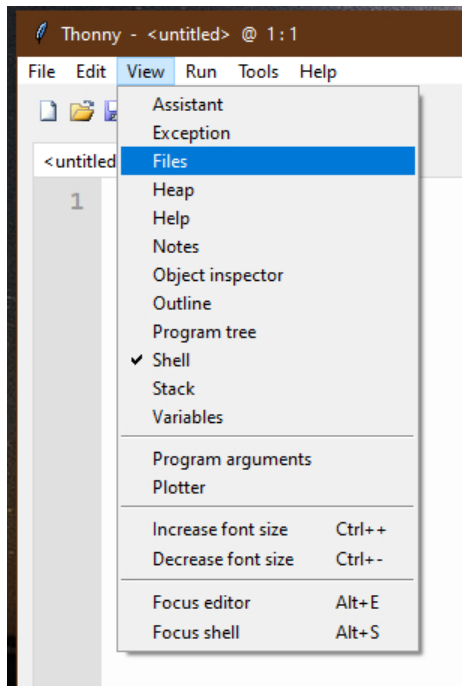 Thonny - <untitled> @ 1:1
File Edit View Run Tools Help
Assistant
Exception
<untitled
Files
1
Heap
Help
Notes
Object inspector
Outline
Program tree
✔ Shell
Stack
Variables
Program arguments
Plotter
Increase font size Ctrl++
Decrease font size Ctrl+-
Focus editor Alt+E
Focus shell Alt+S